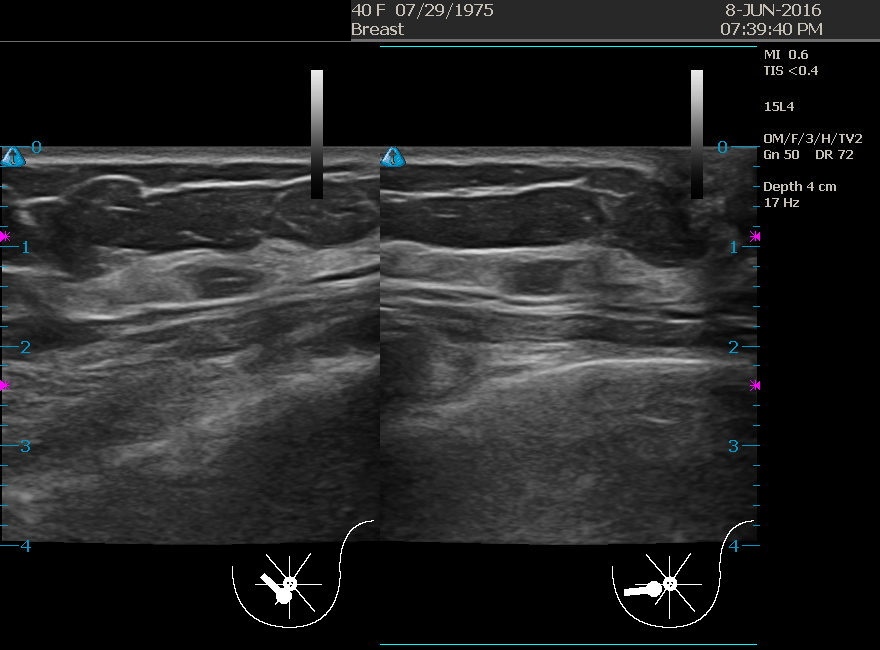 40 F 07/29/1975 8-JUN-2016
Breast 07:39:40 PM
MI 0.6
TIS <0.4
15L4
OM/F/3/H/TV2
Gn 50 DR 72
Depth 4 cm
17 Hz
0 0
1 1
2 2
3 3
4 4